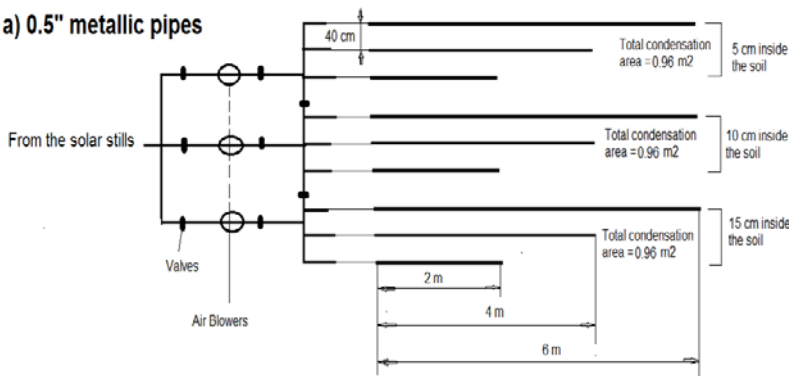 a) 0.5" metallic pipes
40 cm
Total condensation
area =0.96 m2
5 cm inside
the soil
From the solar stills
Total condensation
area =0.96 m2
10 cm inside
the soil
Total condensation
area =0.96 m2
15 cm inside
the soil
Valves
2 m
Air Blowers
4 m
6 m